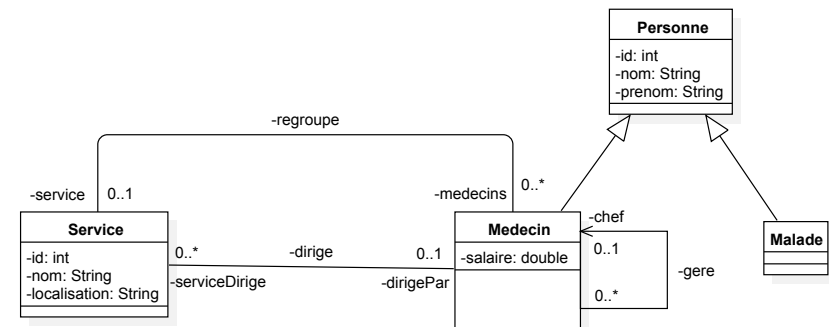 Personne
-id: int
-nom: String
-prenom: String
-regroupe
-service
0..1
-medecins
0..*
Service
-id: int
-nom: String
-localisation: String
0..*
-serviceDirige
-dirige
0..1
-dirigePar
Medecin
-salaire: double
-chef
0..1
-gere
0..*
Malade